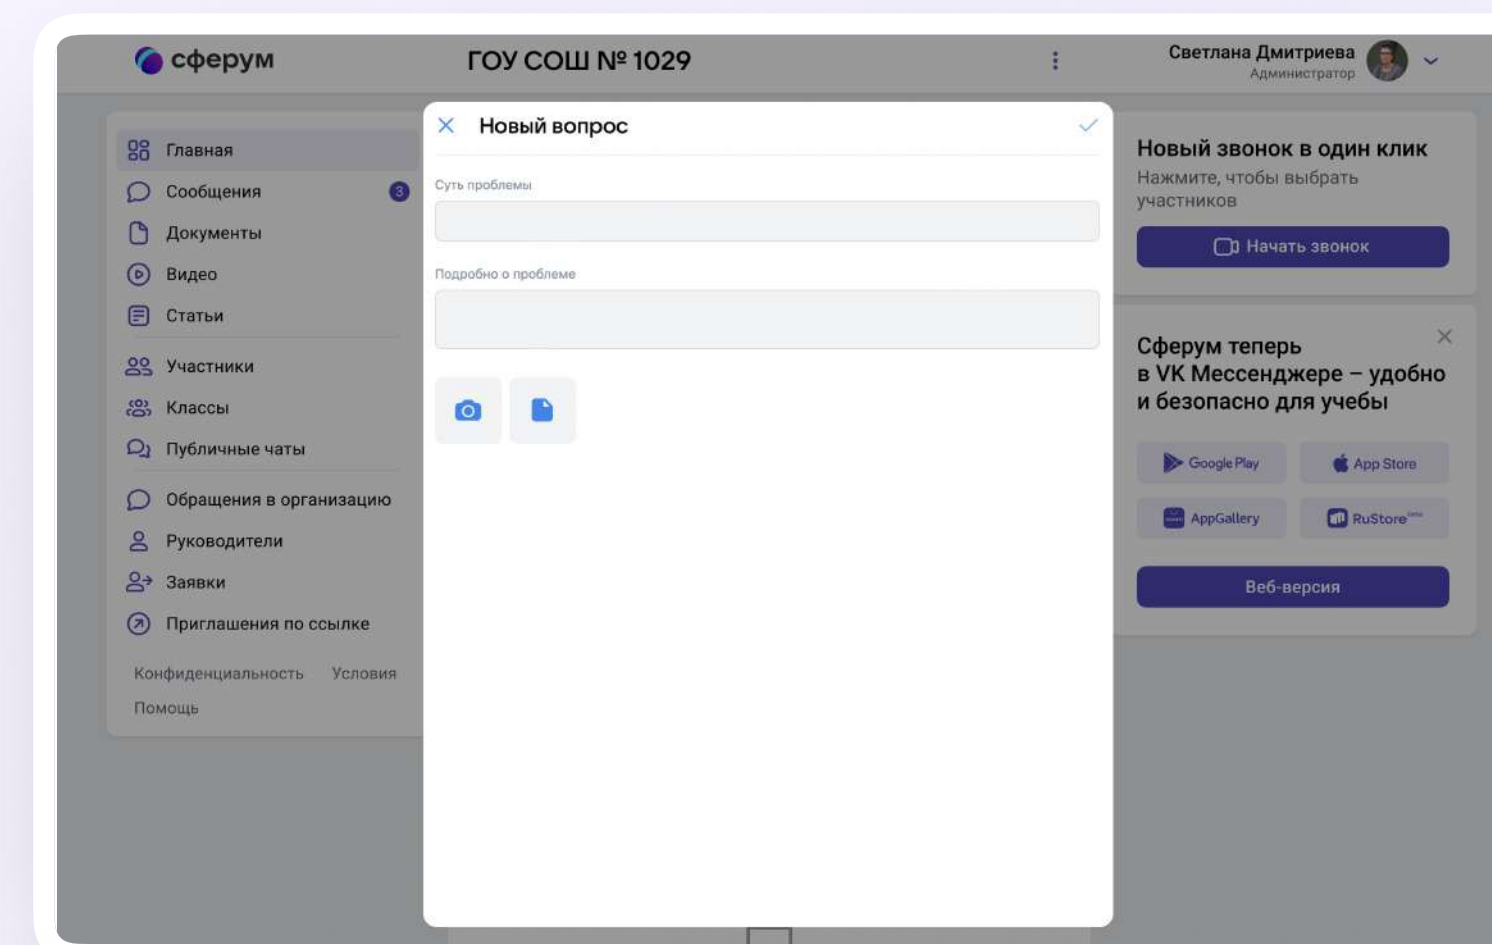 сферум
ГОУ СОШ № 1029
Светлана Дмитриева
Администратор
Главная
Сообщения 3
Документы
Видео
Статьи
Участники
Классы
Публичные чаты
Обращения в организацию
Руководители
Заявки
Приглашения по ссылке
Конфиденциальность Условия
Помощь
Новый вопрос
Суть проблемы
Подробно о проблеме
Новый звонок в один клик
Нажмите, чтобы выбрать
участников
Начать звонок
Сферум теперь
в VK Мессенджере – удобно
и безопасно для учебы
Google Play App Store
AppGallery RuStore
Веб-версия